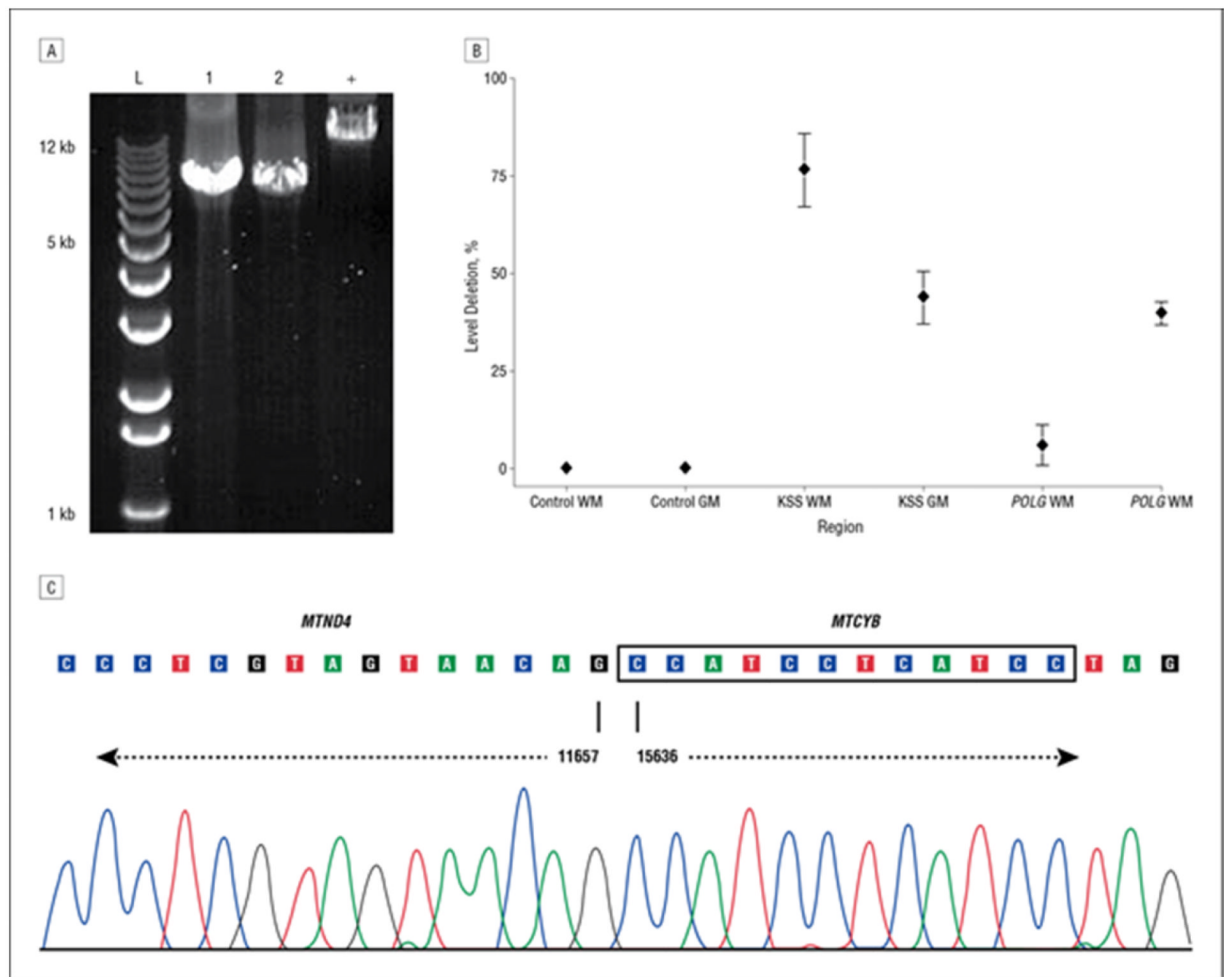 A
L 1 2 +
12 kb
5 kb
1 kb
B
100
75
50
25
0
Level Deletion, %
Control WM Control GM KSS WM KSS GM POLG WM POLG WM
Region
C
MTND4 MTCYB
C C C T C G T A G T A A C A G C C A T C C T C A T C C T A G
11657 15636